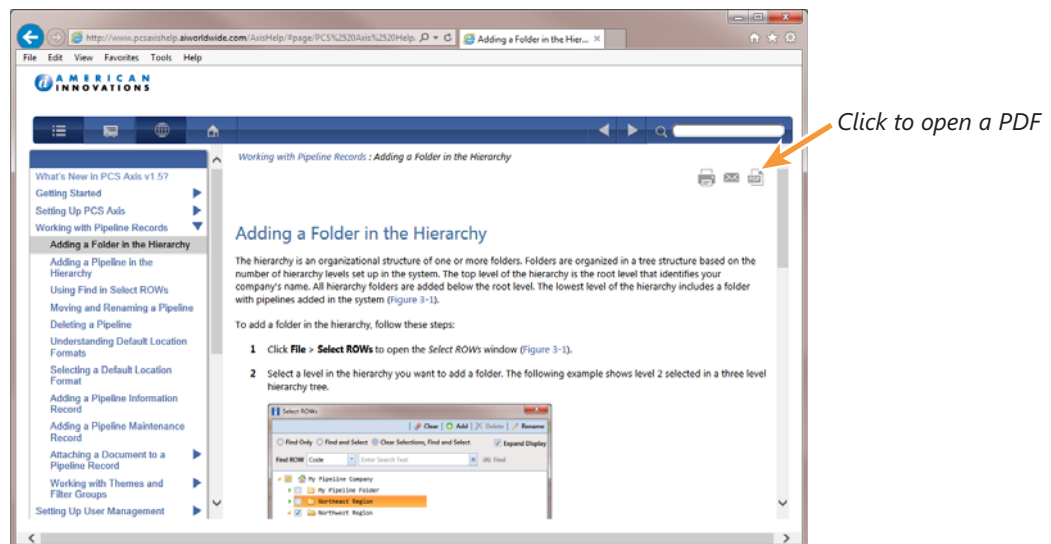 http://www.pcsaxishelp.aiworldwide.com/AxisHelp/#page/PCS%2520Axis%2520Help.
Adding a Folder in the Hier...
File Edit View Favorites Tools Help
AMERICAN
INNOVATIONS
Click to open a PDF
Working with Pipeline Records : Adding a Folder in the Hierarchy
PDF
What's New in PCS Axis v1.5?
Getting Started
Setting Up PCS Axis
Working with Pipeline Records
Adding a Folder in the Hierarchy
Adding a Pipeline in the
Hierarchy
Using Find in Select ROWs
Moving and Renaming a Pipeline
Deleting a Pipeline
Understanding Default Location
Formats
Selecting a Default Location
Format
Adding a Pipeline Information
Record
Adding a Pipeline Maintenance
Record
Attaching a Document to a
Pipeline Record
Working with Themes and
Filter Groups
Setting Up User Management
Adding a Folder in the Hierarchy
The hierarchy is an organizational structure of one or more folders. Folders are organized in a tree structure based on the
number of hierarchy levels set up in the system. The top level of the hierarchy is the root level that identifies your
company's name. All hierarchy folders are added below the root level. The lowest level of the hierarchy includes a folder
with pipelines added in the system (Figure 3-1).
To add a folder in the hierarchy, follow these steps:
1 Click File > Select ROWs to open the Select ROWs window (Figure 3-1).
2 Select a level in the hierarchy you want to add a folder. The following example shows level 2 selected in a three level
hierarchy tree.
Select ROWs
Clear Add Delete Rename
Find Only Find and Select Clear Selections, Find and Select Expand Display
Find ROW Code Enter Search Text Find
My Pipeline Company
My Pipeline Folder
Northeast Region
Northwest Region